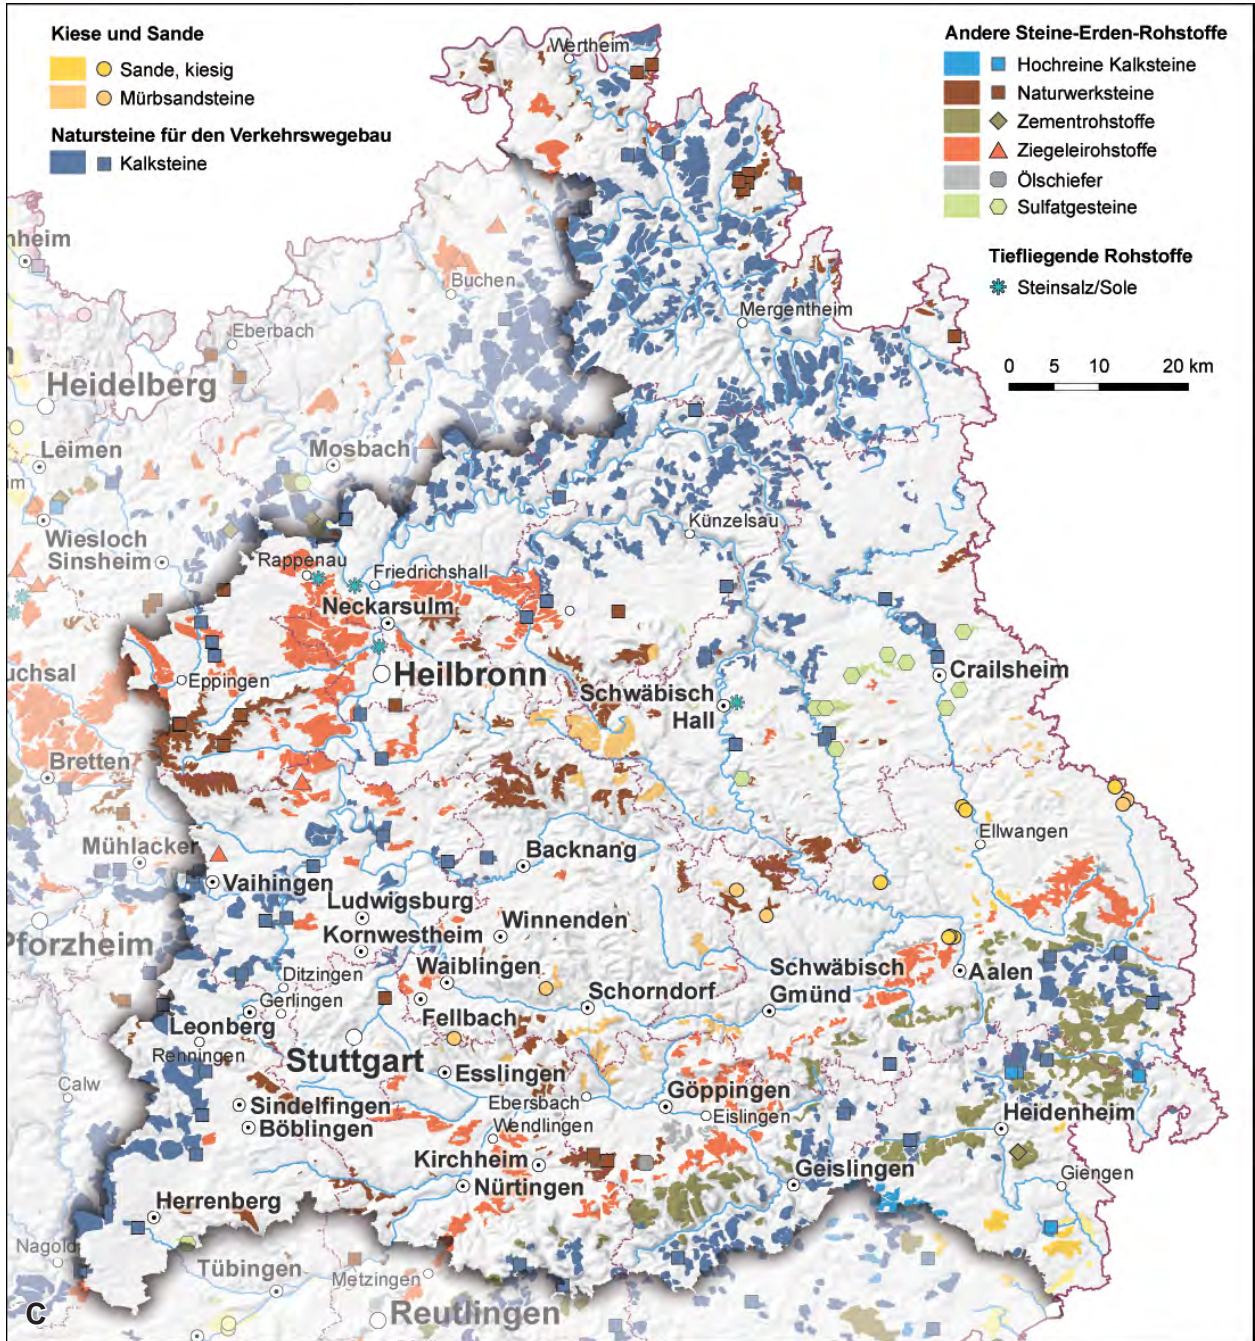 Kiese und Sande
Sande, kiesig
Mürbsandsteine
Natursteine für den Verkehrswegebau
Kalksteine
Andere Steine-Erden-Rohstoffe
Hochreine Kalksteine
Naturwerksteine
Zementrohstoffe
Ziegeleirohstoffe
Ölschiefer
Sulfatgesteine
Tiefliegende Rohstoffe
Steinsalz/Sole
0 5 10 20 km
Wertheim
nheim
Buchen
Mergentheim
Eberbach
Heidelberg
Mosbach
Leimen
im
Künzelsau
Wiesloch
Sinsheim
Rappenau
Friedrichshall
Neckarsulm
Heilbronn
Crailsheim
uchsal
Eppingen
Schwäbisch
Hall
Bretten
Ellwangen
Mühlacker
Backnang
Vaihingen
Ludwigsburg
Winnenden
Kornwestheim
Pforzheim
Waiblingen
Schwäbisch
Gmünd
Aalen
Ditzingen
Gerlingen
Schorndorf
Leonberg
Fellbach
Renningen
Stuttgart
Esslingen
Calw
Ebersbach
Göppingen
Eislingen
Heidenheim
Sindelfingen
Böblingen
Wendlingen
Kirchheim
Geislingen
Giengen
Nürtingen
Herrenberg
Nagold
Tübingen
Metzingen
Reutlingen
C